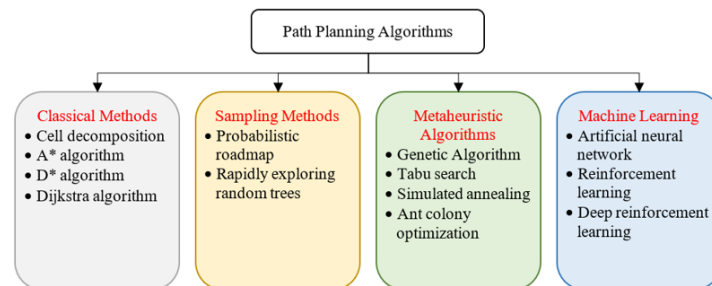 Path Planning Algorithms
Classical Methods
• Cell decomposition
• A* algorithm
• D* algorithm
• Dijkstra algorithm
Sampling Methods
• Probabilistic
roadmap
• Rapidly exploring
random trees
Metaheuristic
Algorithms
• Genetic Algorithm
• Tabu search
• Simulated annealing
• Ant colony
optimization
Machine Learning
• Artificial neural
network
• Reinforcement
learning
• Deep reinforcement
learning